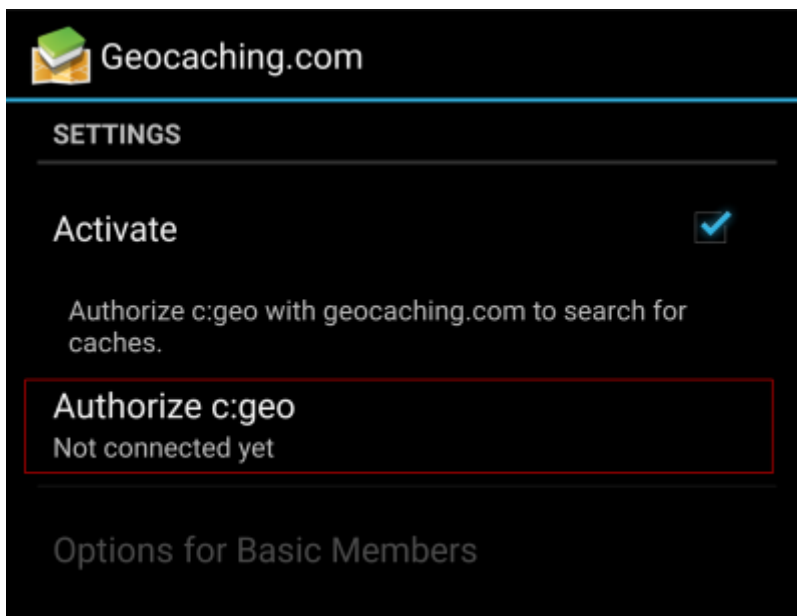 Geocaching.com
SETTINGS
Activate
Authorize c:geo with geocaching.com to search for
caches.
Authorize c:geo
Not connected yet
Options for Basic Members